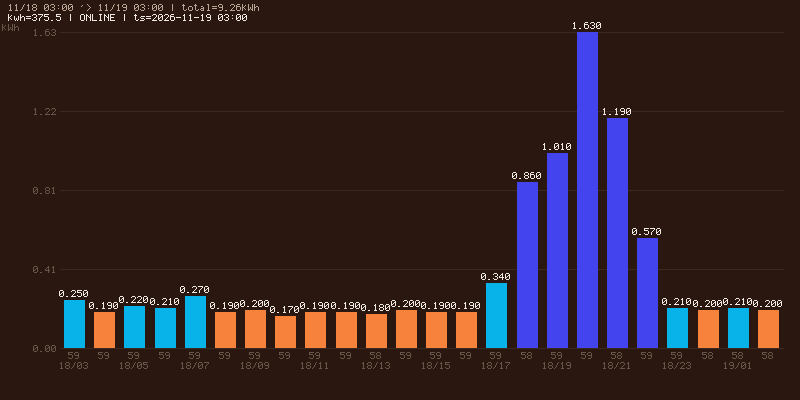 11/18 03:00 -> 11/19 03:00 | total=9.26kWh
Kwh=375.5 | ONLINE | ts=2026-11-19 03:00
kWh
1.63
1.22
0.81
0.41
0.00
0.250 0.190 0.220 0.210 0.270 0.190 0.200 0.170 0.190 0.190 0.180 0.200 0.190 0.190 0.340 0.860 1.010 1.630 1.190 0.570 0.210 0.200 0.210 0.200
59 59 59 59 59 59 59 59 59 59 59 59 59 59 59 58 59 59 58 59 59 58 58 58
18/03 18/05 18/07 18/09 18/11 18/13 18/15 18/17 18/19 18/21 18/23 19/01